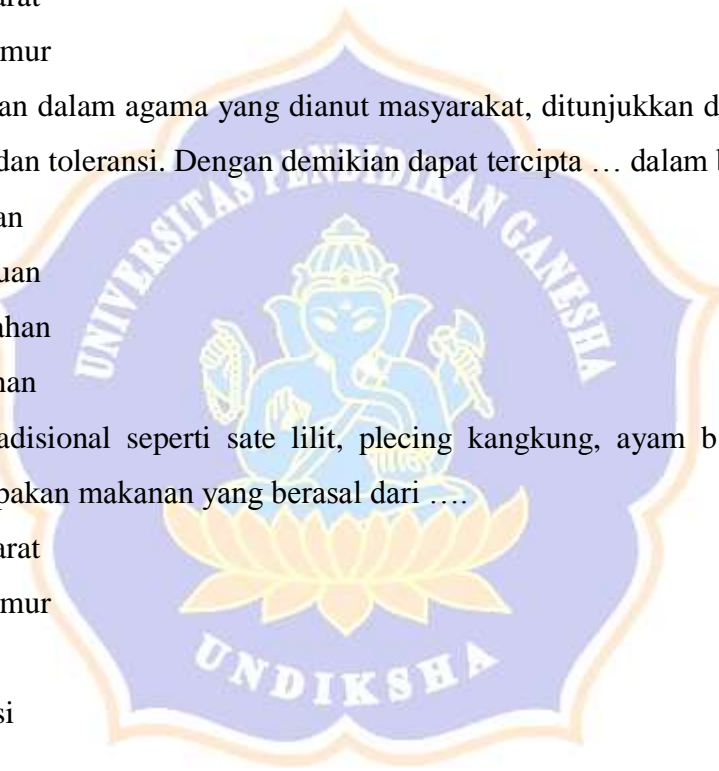 arat
mur
an dalam agama yang dianut masyarakat, ditunjukkan d
dan toleransi. Dengan demikian dapat tercipta … dalam b
an
uan
ahan
nan
adisional seperti sate lilit, plecing kangkung, ayam b
pakan makanan yang berasal dari ….
arat
mur
si
UNIVERSITAS PENDIDIKAN GANESHA
UNDIKSHA